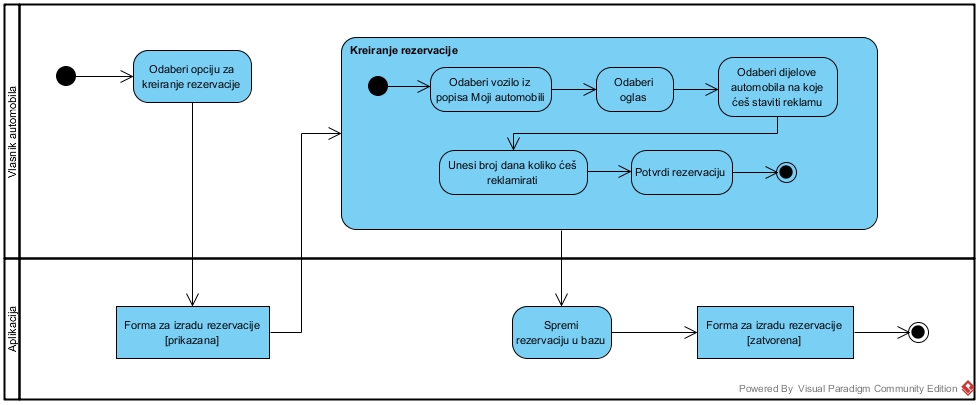 Vlasnik automobila
Odaberi opciju za
kreiranje rezervacije
Kreiranje rezervacije
Odaberi vozilo iz
popisa Moji automobili
Odaberi
oglas
Odaberi dijelove
automobila na koje
ćeš staviti reklamu
Unesi broj dana koliko ćeš
reklamirati
Potvrdi rezervaciju
Aplikacija
Forma za izradu rezervacije
[prikazana]
Spremi
rezervaciju u bazu
Forma za izradu rezervacije
[zatvorena]
Powered By Visual Paradigm Community Edition